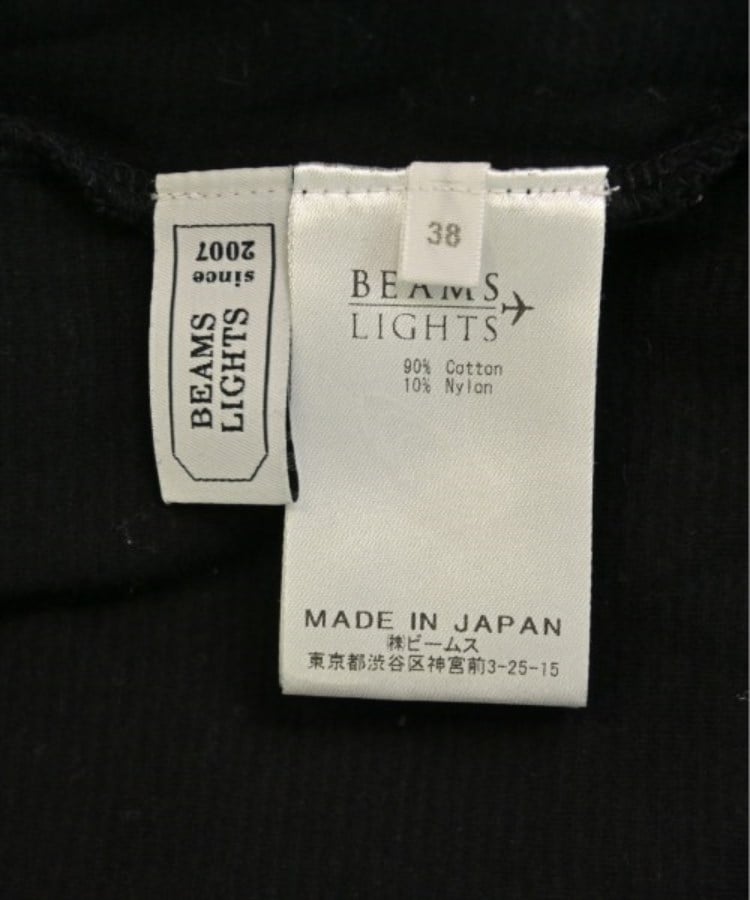 since
2007
BEAMS
LIGHTS
38
BEAMS
LIGHTS
90% Cotton
10% Nylon
MADE IN JAPAN
㈱ビームス
東京都渋谷区神宮前3-25-15